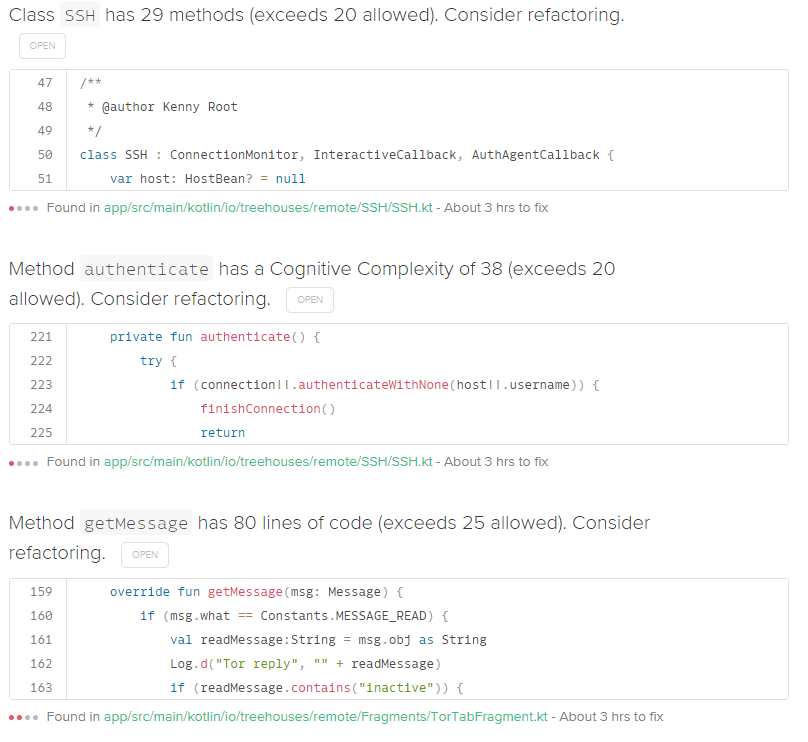 Class SSH has 29 methods (exceeds 20 allowed). Consider refactoring.
OPEN
47 /**
48  * @author Kenny Root
49  */
50 class SSH : ConnectionMonitor, InteractiveCallback, AuthAgentCallback {
51     var host: HostBean? = null
Found in app/src/main/kotlin/io/treehouses/remote/SSH/SSH.kt - About 3 hrs to fix
Method authenticate has a Cognitive Complexity of 38 (exceeds 20
allowed). Consider refactoring. OPEN
221     private fun authenticate() {
222         try {
223             if (connection!!.authenticateWithNone(host!!.username)) {
224                 finishConnection()
225                 return
Found in app/src/main/kotlin/io/treehouses/remote/SSH/SSH.kt - About 3 hrs to fix
Method getMessage has 80 lines of code (exceeds 25 allowed). Consider
refactoring. OPEN
159     override fun getMessage(msg: Message) {
160         if (msg.what == Constants.MESSAGE_READ) {
161             val readMessage:String = msg.obj as String
162             Log.d("Tor reply", "" + readMessage)
163             if (readMessage.contains("inactive")) {
Found in app/src/main/kotlin/io/treehouses/remote/Fragments/TorTabFragment.kt - About 3 hrs to fix